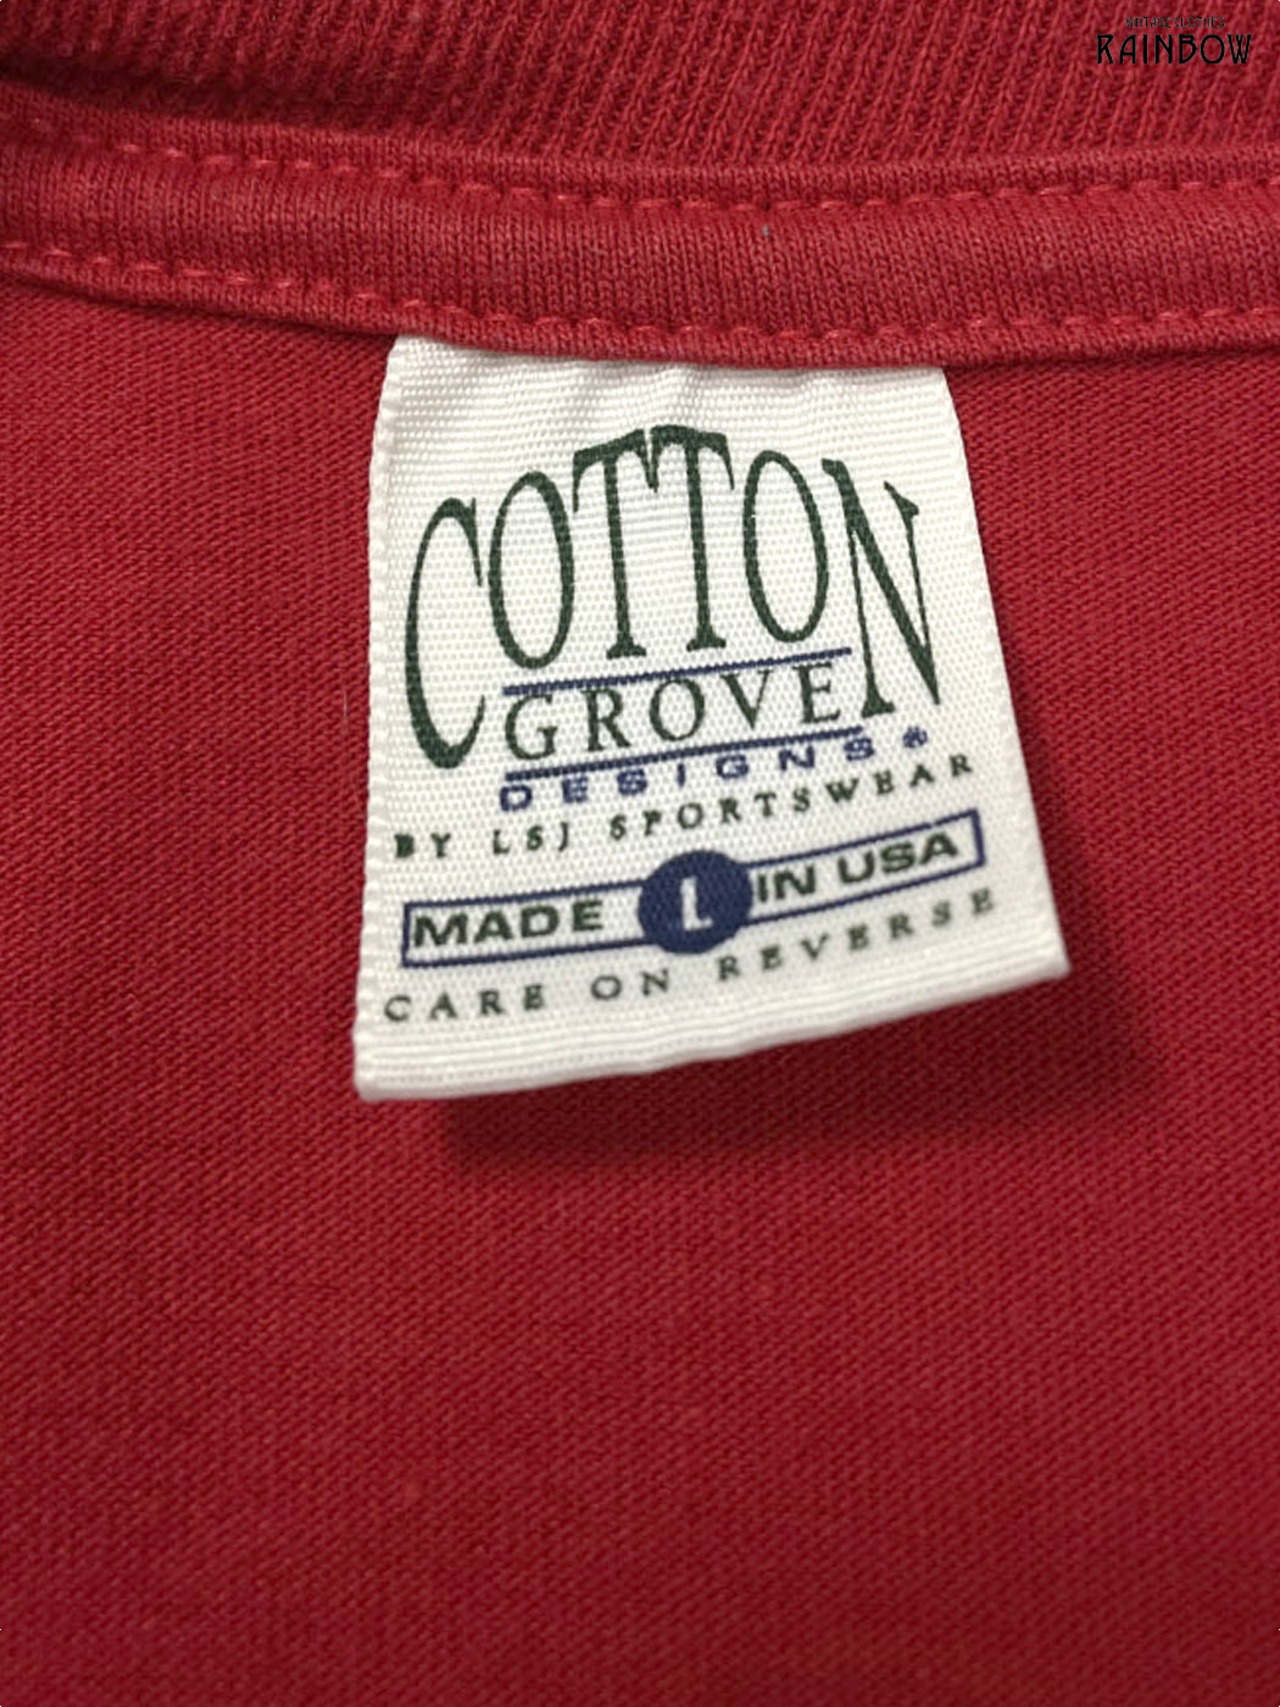 RAINBOW
COTTON
GROVE
DESIGNS®
BY LSJ SPORTSWEAR
MADE L IN USA
CARE ON REVERSE